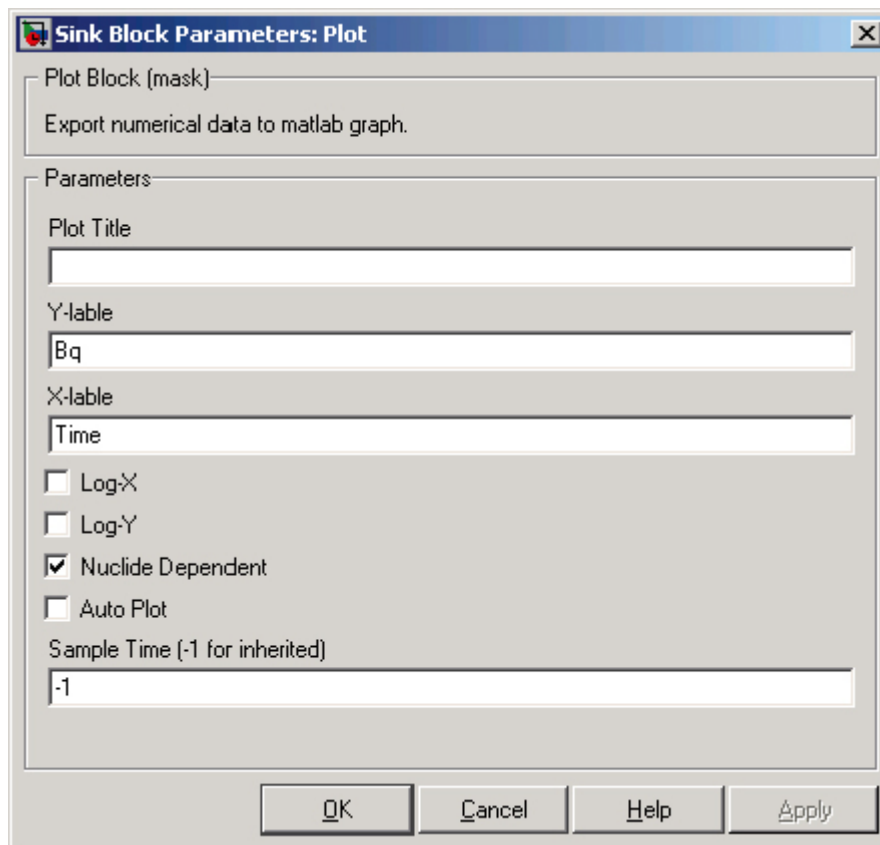 Sink Block Parameters: Plot
Plot Block (mask)
Export numerical data to matlab graph.
Parameters
Plot Title
Y-lable
Bq
X-lable
Time
Log-X
Log-Y
Nuclide Dependent
Auto Plot
Sample Time (-1 for inherited)
-1
OK Cancel Help Apply